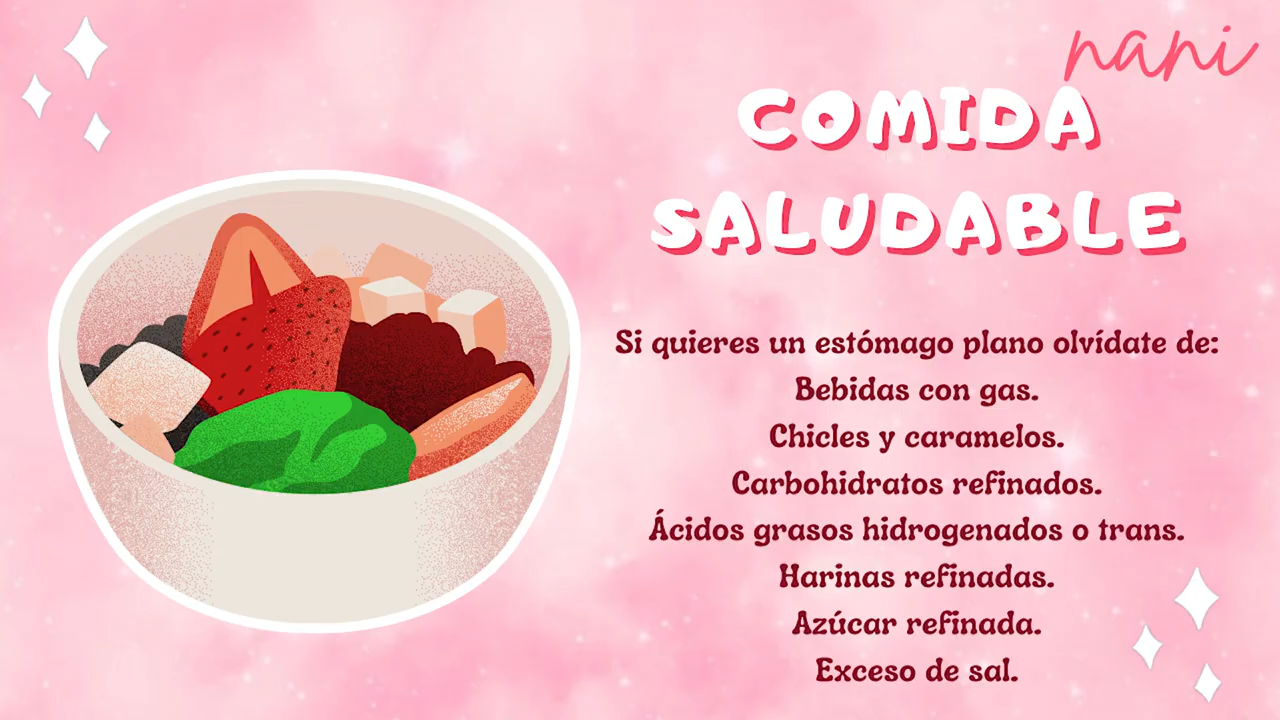 nani
COMIDA
SALUDABLE
Si quieres un estómago plano olvídate de:
Bebidas con gas.
Chicles y caramelos.
Carbohidratos refinados.
Ácidos grasos hidrogenados o trans.
Harinas refinadas.
Azúcar refinada.
Exceso de sal.